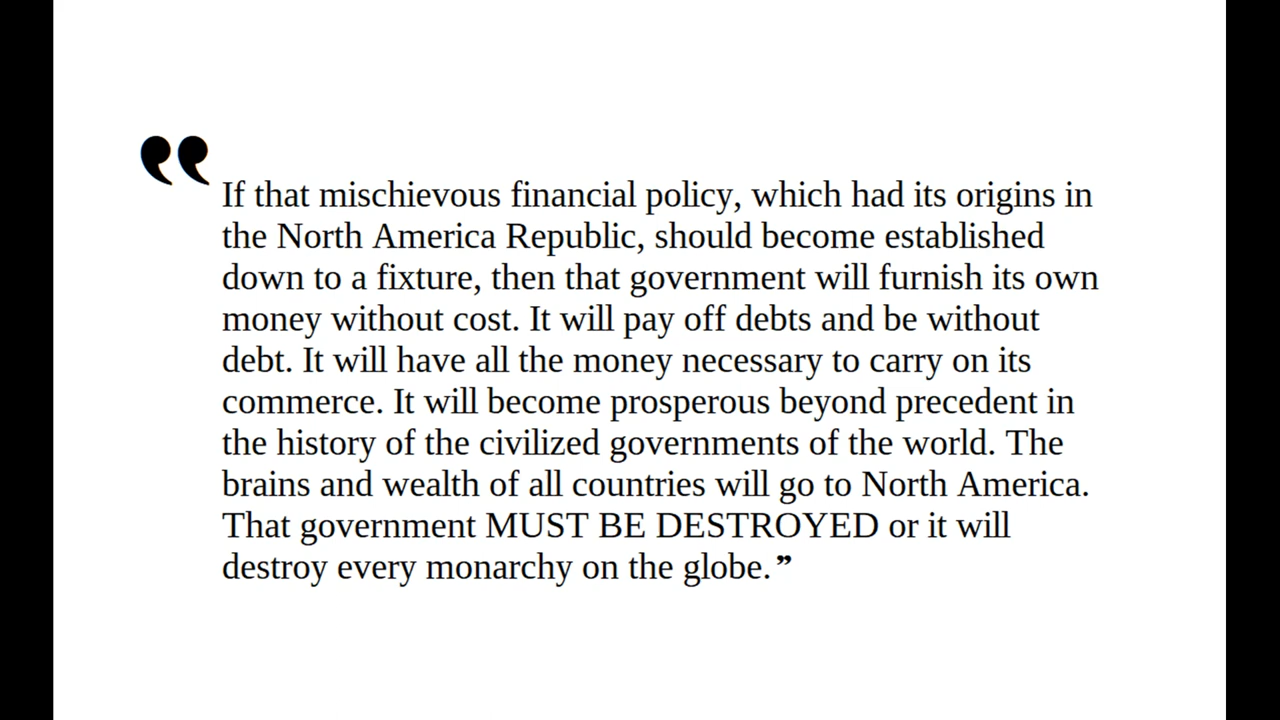 ❞ If that mischievous financial policy, which had its origins in
the North America Republic, should become established
down to a fixture, then that government will furnish its own
money without cost. It will pay off debts and be without
debt. It will have all the money necessary to carry on its
commerce. It will become prosperous beyond precedent in
the history of the civilized governments of the world. The
brains and wealth of all countries will go to North America.
That government MUST BE DESTROYED or it will
destroy every monarchy on the globe.”